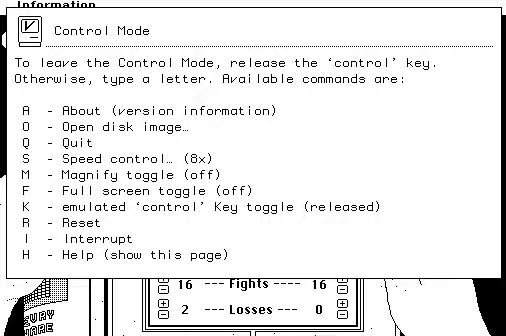 Information
Control Mode
To leave the Control Mode, release the ‘control’ key.
Otherwise, type a letter. Available commands are:
A - About (version information)
O - Open disk image…
Q - Quit
S - Speed control… (8x)
M - Magnify toggle (off)
F - Full screen toggle (off)
K - emulated ‘control’ Key toggle (released)
R - Reset
I - Interrupt
H - Help (show this page)
16 --- Fights --- 16
2 --- Losses --- 0